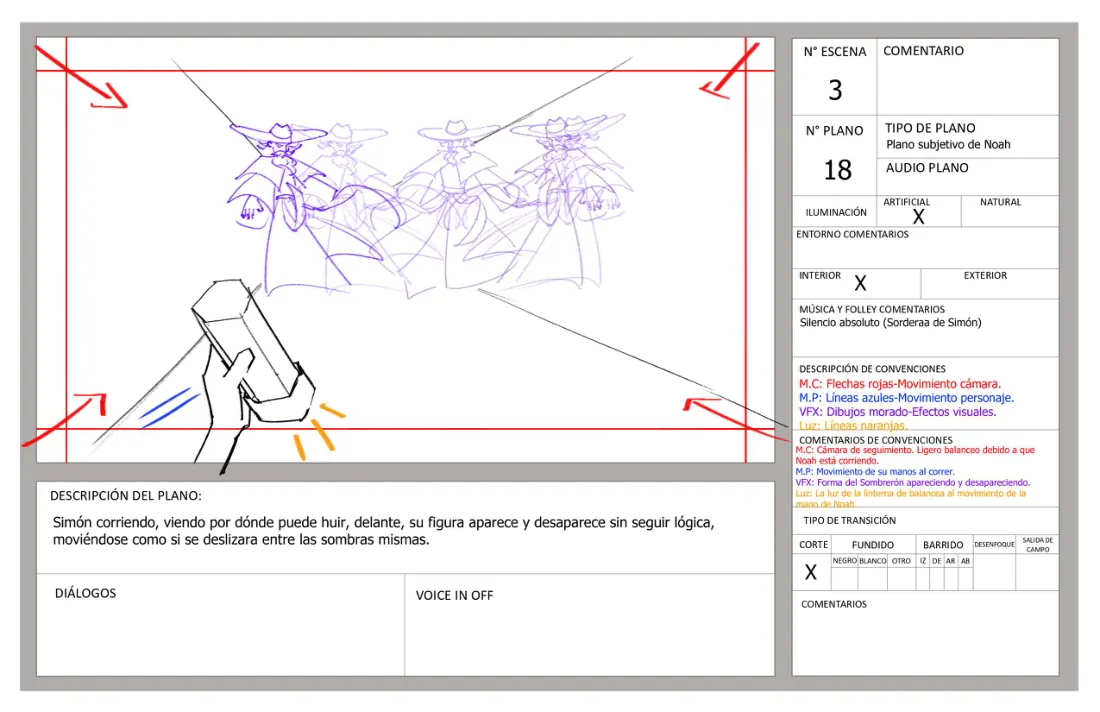 N° ESCENA
3
COMENTARIO
N° PLANO
18
TIPO DE PLANO
Plano subjetivo de Noah
AUDIO PLANO
ILUMINACIÓN
ARTIFICIAL
X
NATURAL
ENTORNO COMENTARIOS
INTERIOR X
EXTERIOR
MÚSICA Y FOLLEY COMENTARIOS
Silencio absoluto (Sorderaa de Simón)
DESCRIPCIÓN DE CONVENCIONES
M.C: Flechas rojas-Movimiento cámara.
M.P: Líneas azules-Movimiento personaje.
VFX: Dibujos morado-Efectos visuales.
Luz: Líneas naranjas.
COMENTARIOS DE CONVENCIONES
M.C: Cámara de seguimiento. Ligero balanceo debido a que
Noah está corriendo.
M.P: Movimiento de su manos al correr.
VFX: Forma del Sombrerón apareciendo y desapareciendo.
Luz: La luz de la linterna de balancea al movimiento de la
mano de Noah
TIPO DE TRANSICIÓN
CORTE
X
FUNDIDO
NEGRO BLANCO OTRO
BARRIDO
IZ DE AR AB
DESENFOQUE
SALIDA DE
CAMPO
COMENTARIOS
DESCRIPCIÓN DEL PLANO:
Simón corriendo, viendo por dónde puede huir, delante, su figura aparece y desaparece sin seguir lógica,
moviéndose como si se deslizara entre las sombras mismas.
DIÁLOGOS
VOICE IN OFF